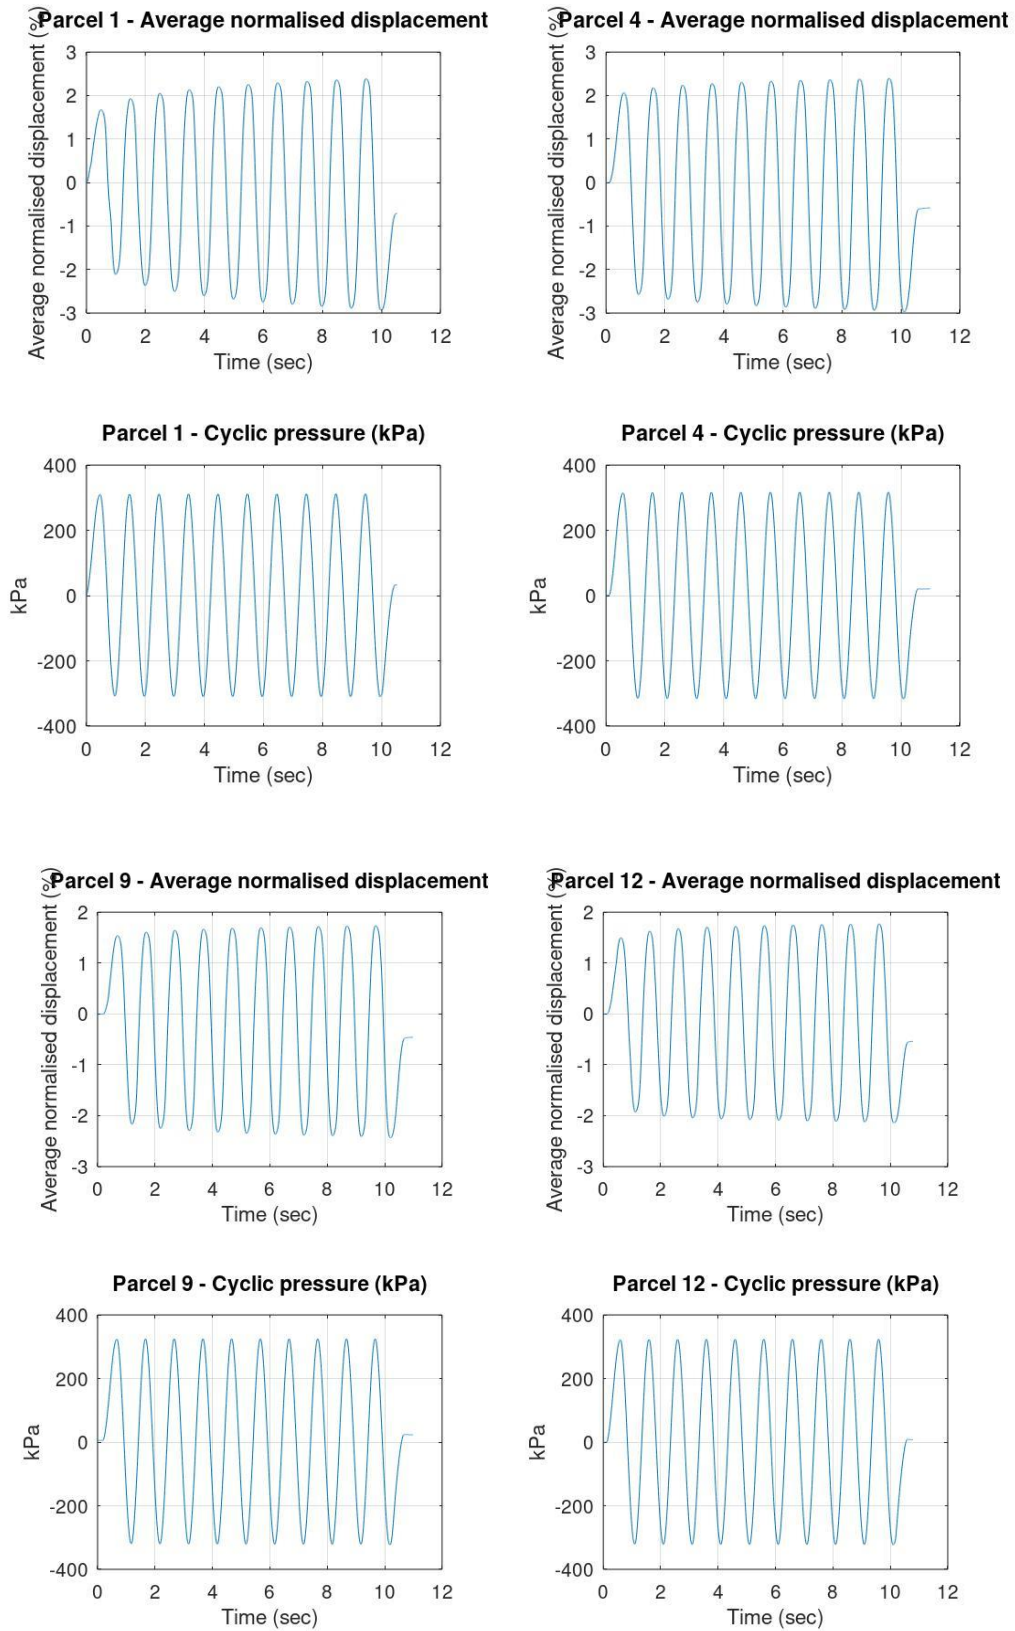 Parcel 1 - Average normalised displacement
Average normalised displacement (%)
3
2
1
0
-1
-2
-3
0 2 4 6 8 10 12
Time (sec)
Parcel 4 - Average normalised displacement
Average normalised displacement (%)
3
2
1
0
-1
-2
-3
0 2 4 6 8 10 12
Time (sec)
Parcel 1 - Cyclic pressure (kPa)
kPa
400
200
0
-200
-400
0 2 4 6 8 10 12
Time (sec)
Parcel 4 - Cyclic pressure (kPa)
kPa
400
200
0
-200
-400
0 2 4 6 8 10 12
Time (sec)
Parcel 9 - Average normalised displacement
Average normalised displacement (%)
2
1
0
-1
-2
-3
0 2 4 6 8 10 12
Time (sec)
Parcel 12 - Average normalised displacement
Average normalised displacement (%)
2
1
0
-1
-2
-3
0 2 4 6 8 10 12
Time (sec)
Parcel 9 - Cyclic pressure (kPa)
kPa
400
200
0
-200
-400
0 2 4 6 8 10 12
Time (sec)
Parcel 12 - Cyclic pressure (kPa)
kPa
400
200
0
-200
-400
0 2 4 6 8 10 12
Time (sec)